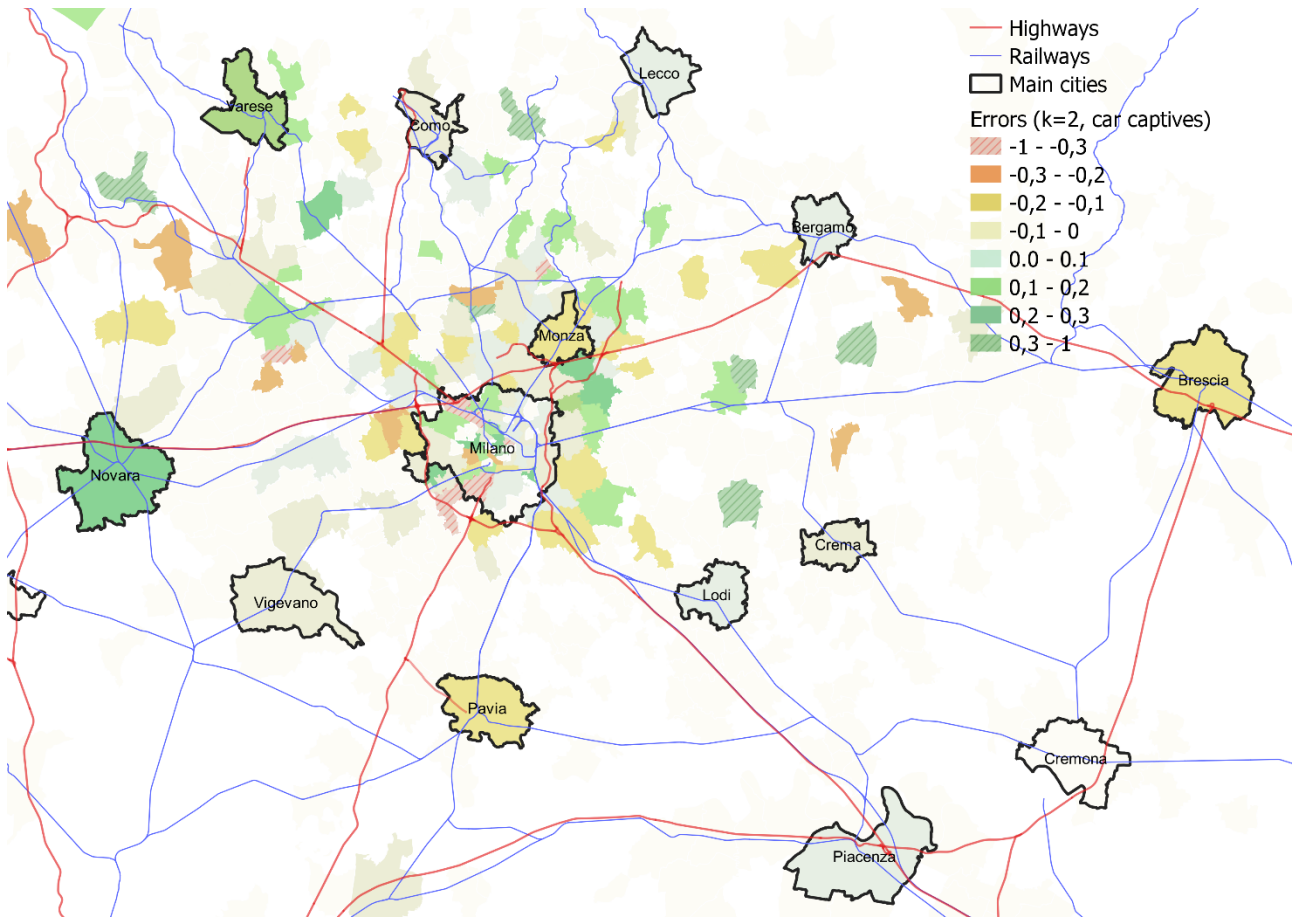 Highways
Railways
Main cities
Errors (k=2, car captives)
-1 - -0,3
-0,3 - -0,2
-0,2 - -0,1
-0,1 - 0
0.0 - 0.1
0,1 - 0,2
0,2 - 0,3
0,3 - 1
Lecco
Varese
Como
Bergamo
Monza
Brescia
Milano
Novara
Crema
Lodi
Vigevano
Pavia
Cremona
Piacenza